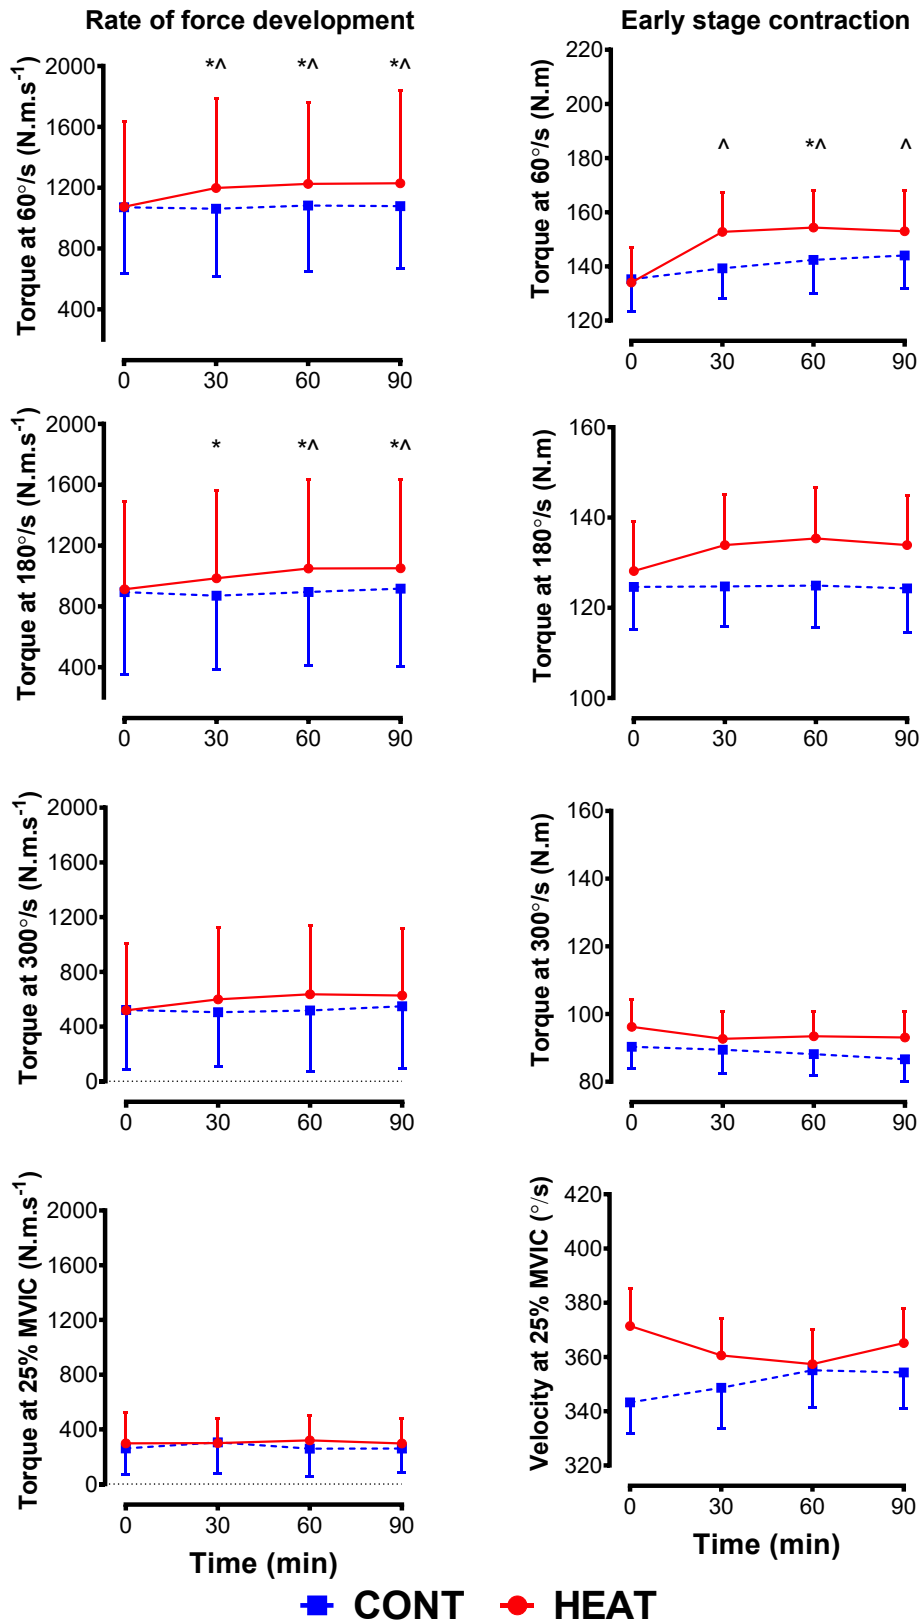 Rate of force development
Early stage contraction
Torque at 60°/s (N.m.s⁻¹)
2000
1600
1200
800
400
*^ *^ *^
0 30 60 90
Torque at 60°/s (N.m)
220
200
180
160
140
120
^ *^ ^
0 30 60 90
Torque at 180°/s (N.m.s⁻¹)
2000
1600
1200
800
400
* *^ *^
0 30 60 90
Torque at 180°/s (N.m)
160
140
120
100
0 30 60 90
Torque at 300°/s (N.m.s⁻¹)
2000
1600
1200
800
400
0
0 30 60 90
Torque at 300°/s (N.m)
160
140
120
100
80
0 30 60 90
Torque at 25% MVIC (N.m.s⁻¹)
2000
1600
1200
800
400
0
0 30 60 90
Time (min)
Velocity at 25% MVIC (°/s)
420
400
380
360
340
320
0 30 60 90
Time (min)
CONT HEAT